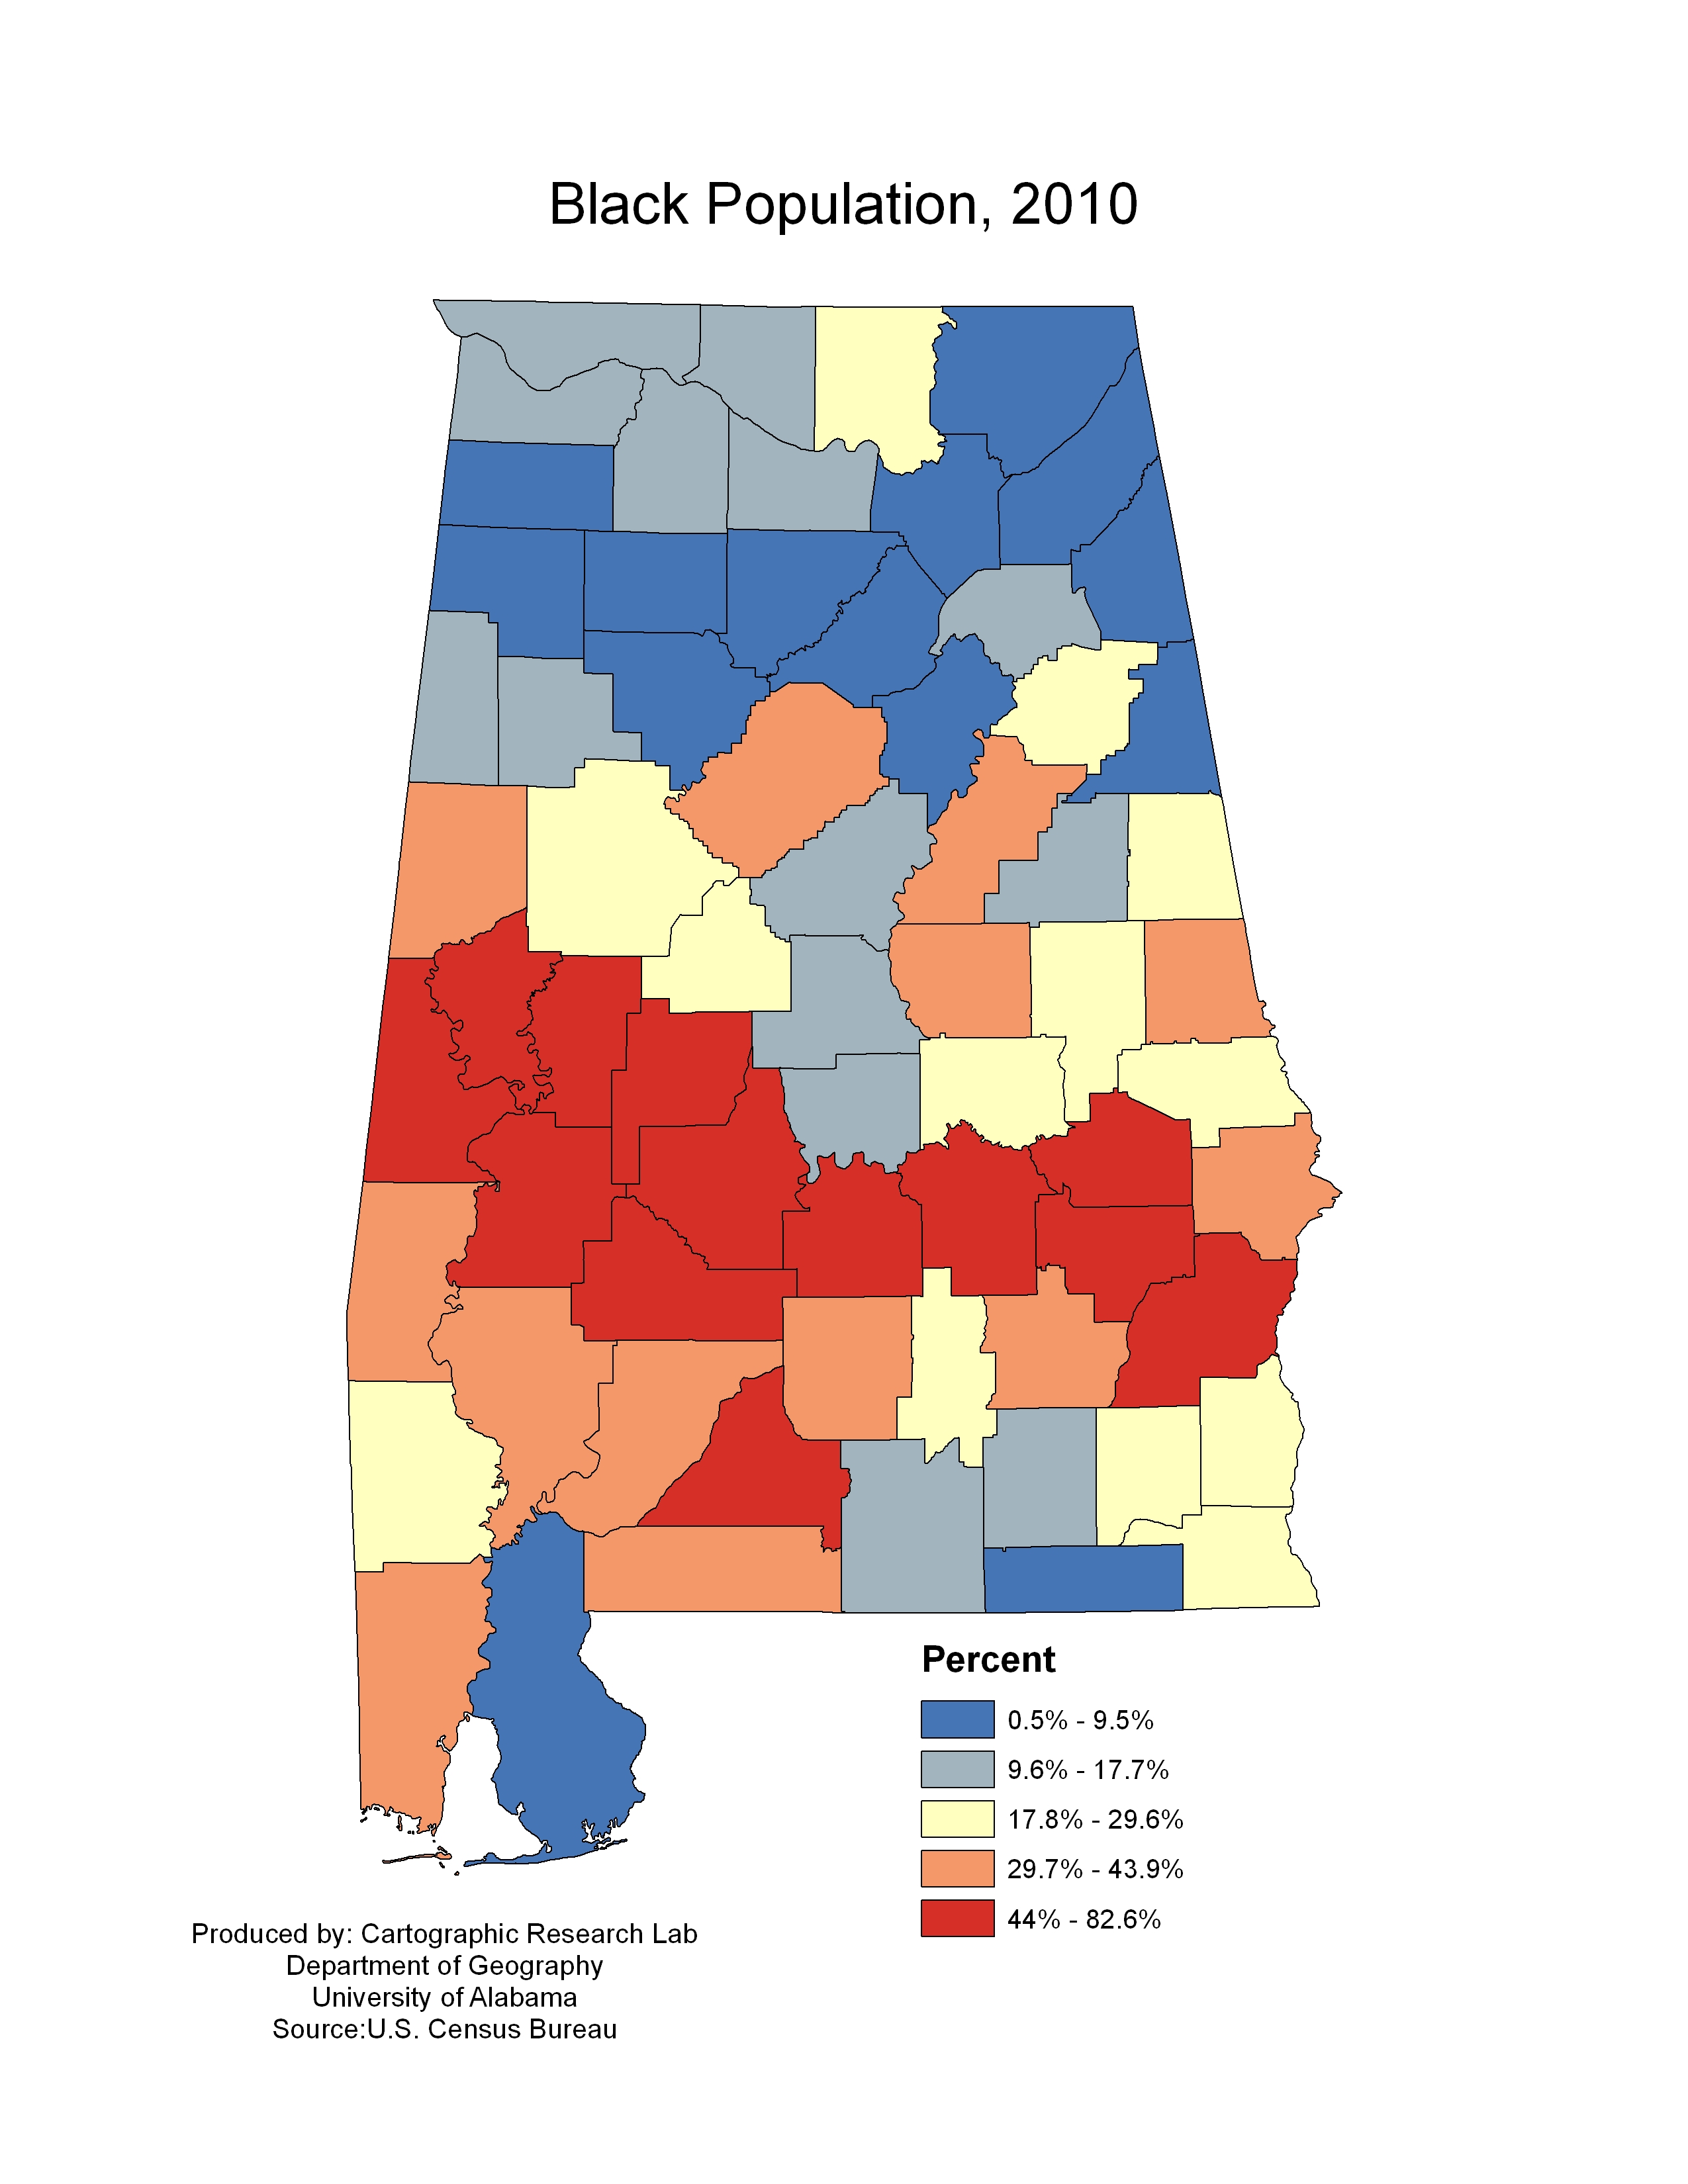 Black Population, 2010
Percent
0.5% - 9.5%
9.6% - 17.7%
17.8% - 29.6%
29.7% - 43.9%
44% - 82.6%
Produced by: Cartographic Research Lab
Department of Geography
University of Alabama
Source:U.S. Census Bureau